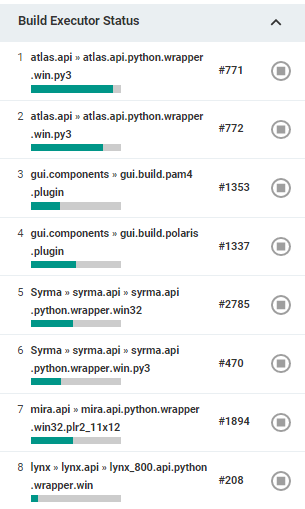 Build Executor Status
1 atlas.api » atlas.api.python.wrapper
.win.py3 #771
2 atlas.api » atlas.api.python.wrapper
.win.py3 #772
3 gui.components » gui.build.pam4
.plugin #1353
4 gui.components » gui.build.polaris
.plugin #1337
5 Syrma » syrma.api » syrma.api
.python.wrapper.win32 #2785
6 Syrma » syrma.api » syrma.api
.python.wrapper.win.py3 #470
7 mira.api » mira.api.python.wrapper
.win32.plr2_11x12 #1894
8 lynx » lynx.api » lynx_800.api.python
.wrapper.win #208